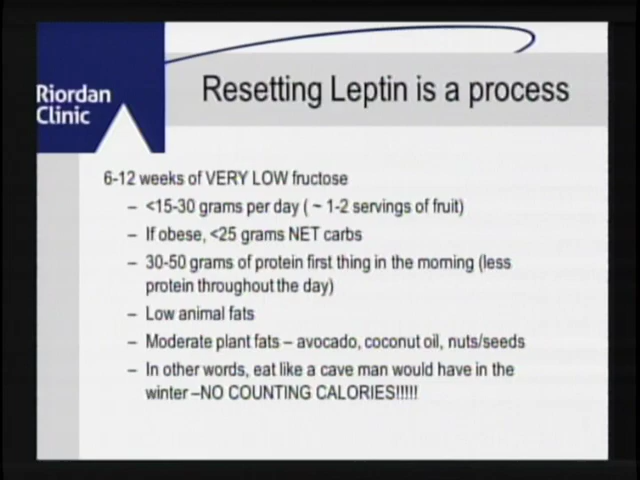 Riordan
Clinic
Resetting Leptin is a process
6-12 weeks of VERY LOW fructose
– <15-30 grams per day ( ~ 1-2 servings of fruit)
– If obese, <25 grams NET carbs
– 30-50 grams of protein first thing in the morning (less
protein throughout the day)
– Low animal fats
– Moderate plant fats – avocado, coconut oil, nuts/seeds
– In other words, eat like a cave man would have in the
winter –NO COUNTING CALORIES!!!!!